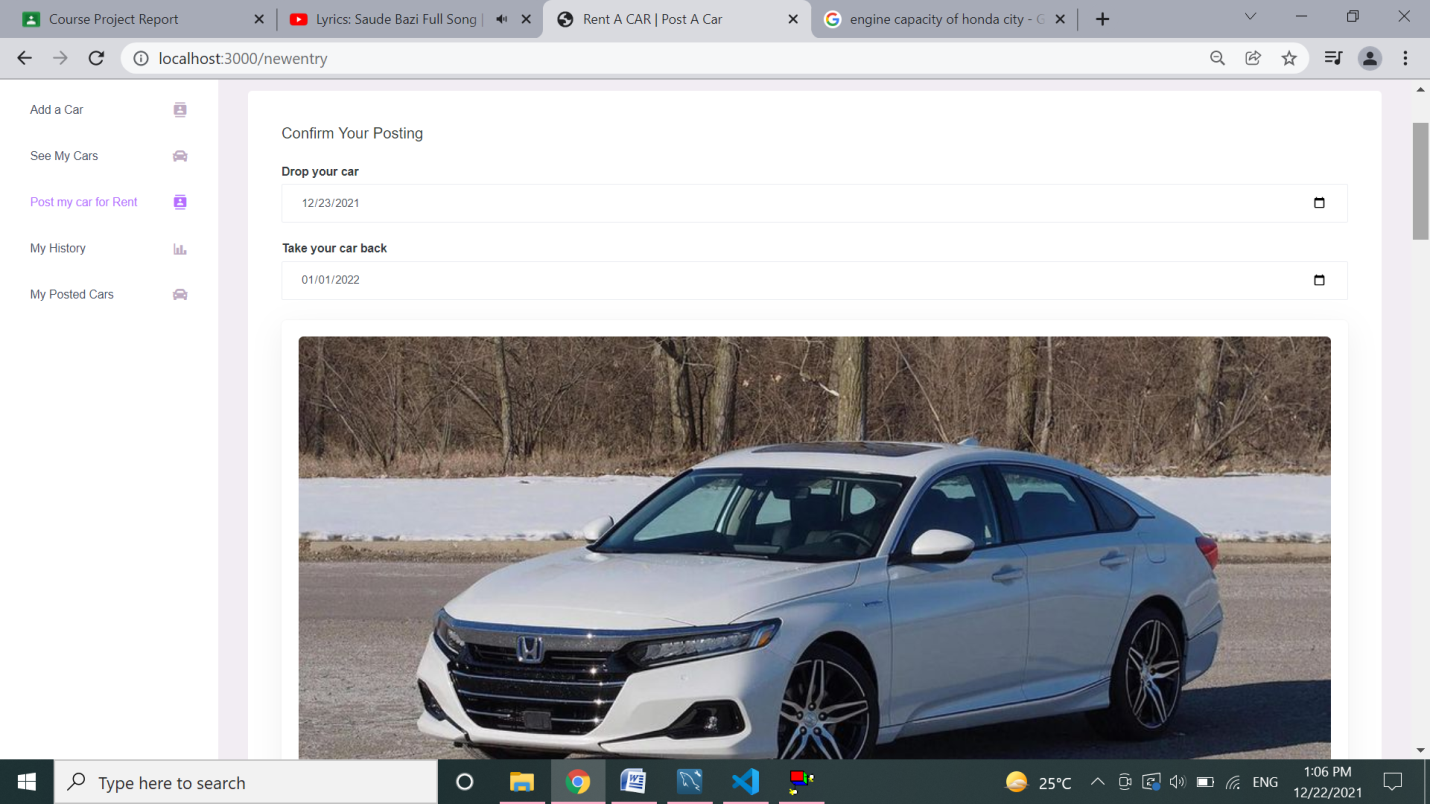 Course Project Report
Lyrics: Saude Bazi Full Song |
Rent A CAR | Post A Car
engine capacity of honda city - G
localhost:3000/newentry
Add a Car
See My Cars
Post my car for Rent
My History
My Posted Cars
Confirm Your Posting
Drop your car
12/23/2021
Take your car back
01/01/2022
Type here to search
25°C
ENG
1:06 PM
12/22/2021